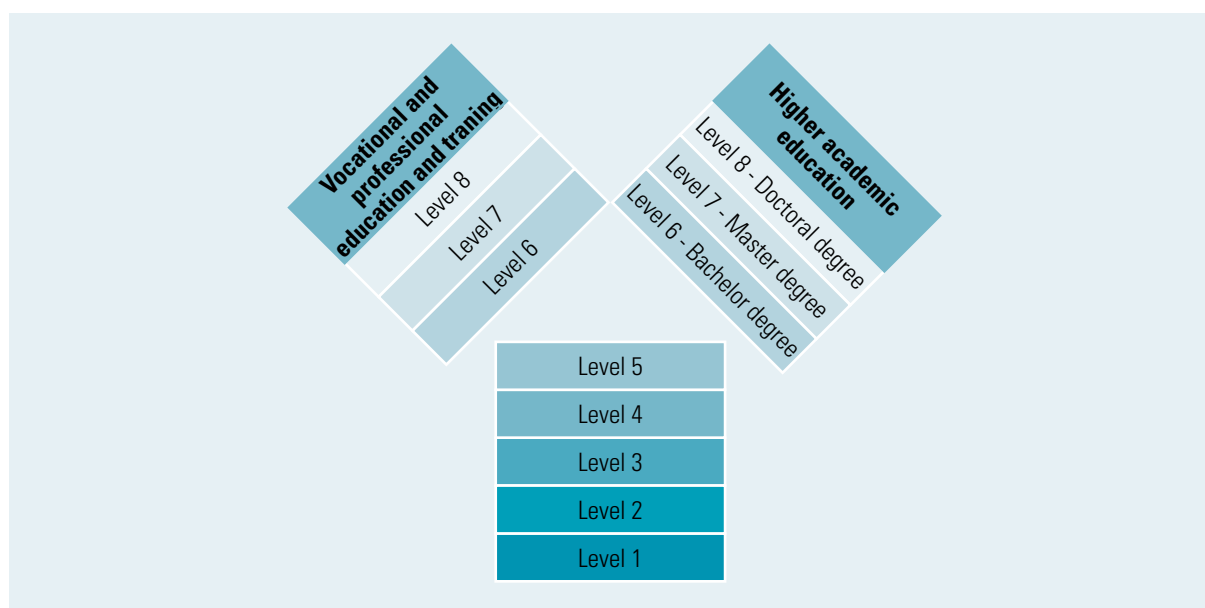 Vocational and
professional
education and traning
Level 8
Level 7
Level 6
Higher academic
education
Level 8 - Doctoral degree
Level 7 - Master degree
Level 6 - Bachelor degree
Level 5
Level 4
Level 3
Level 2
Level 1